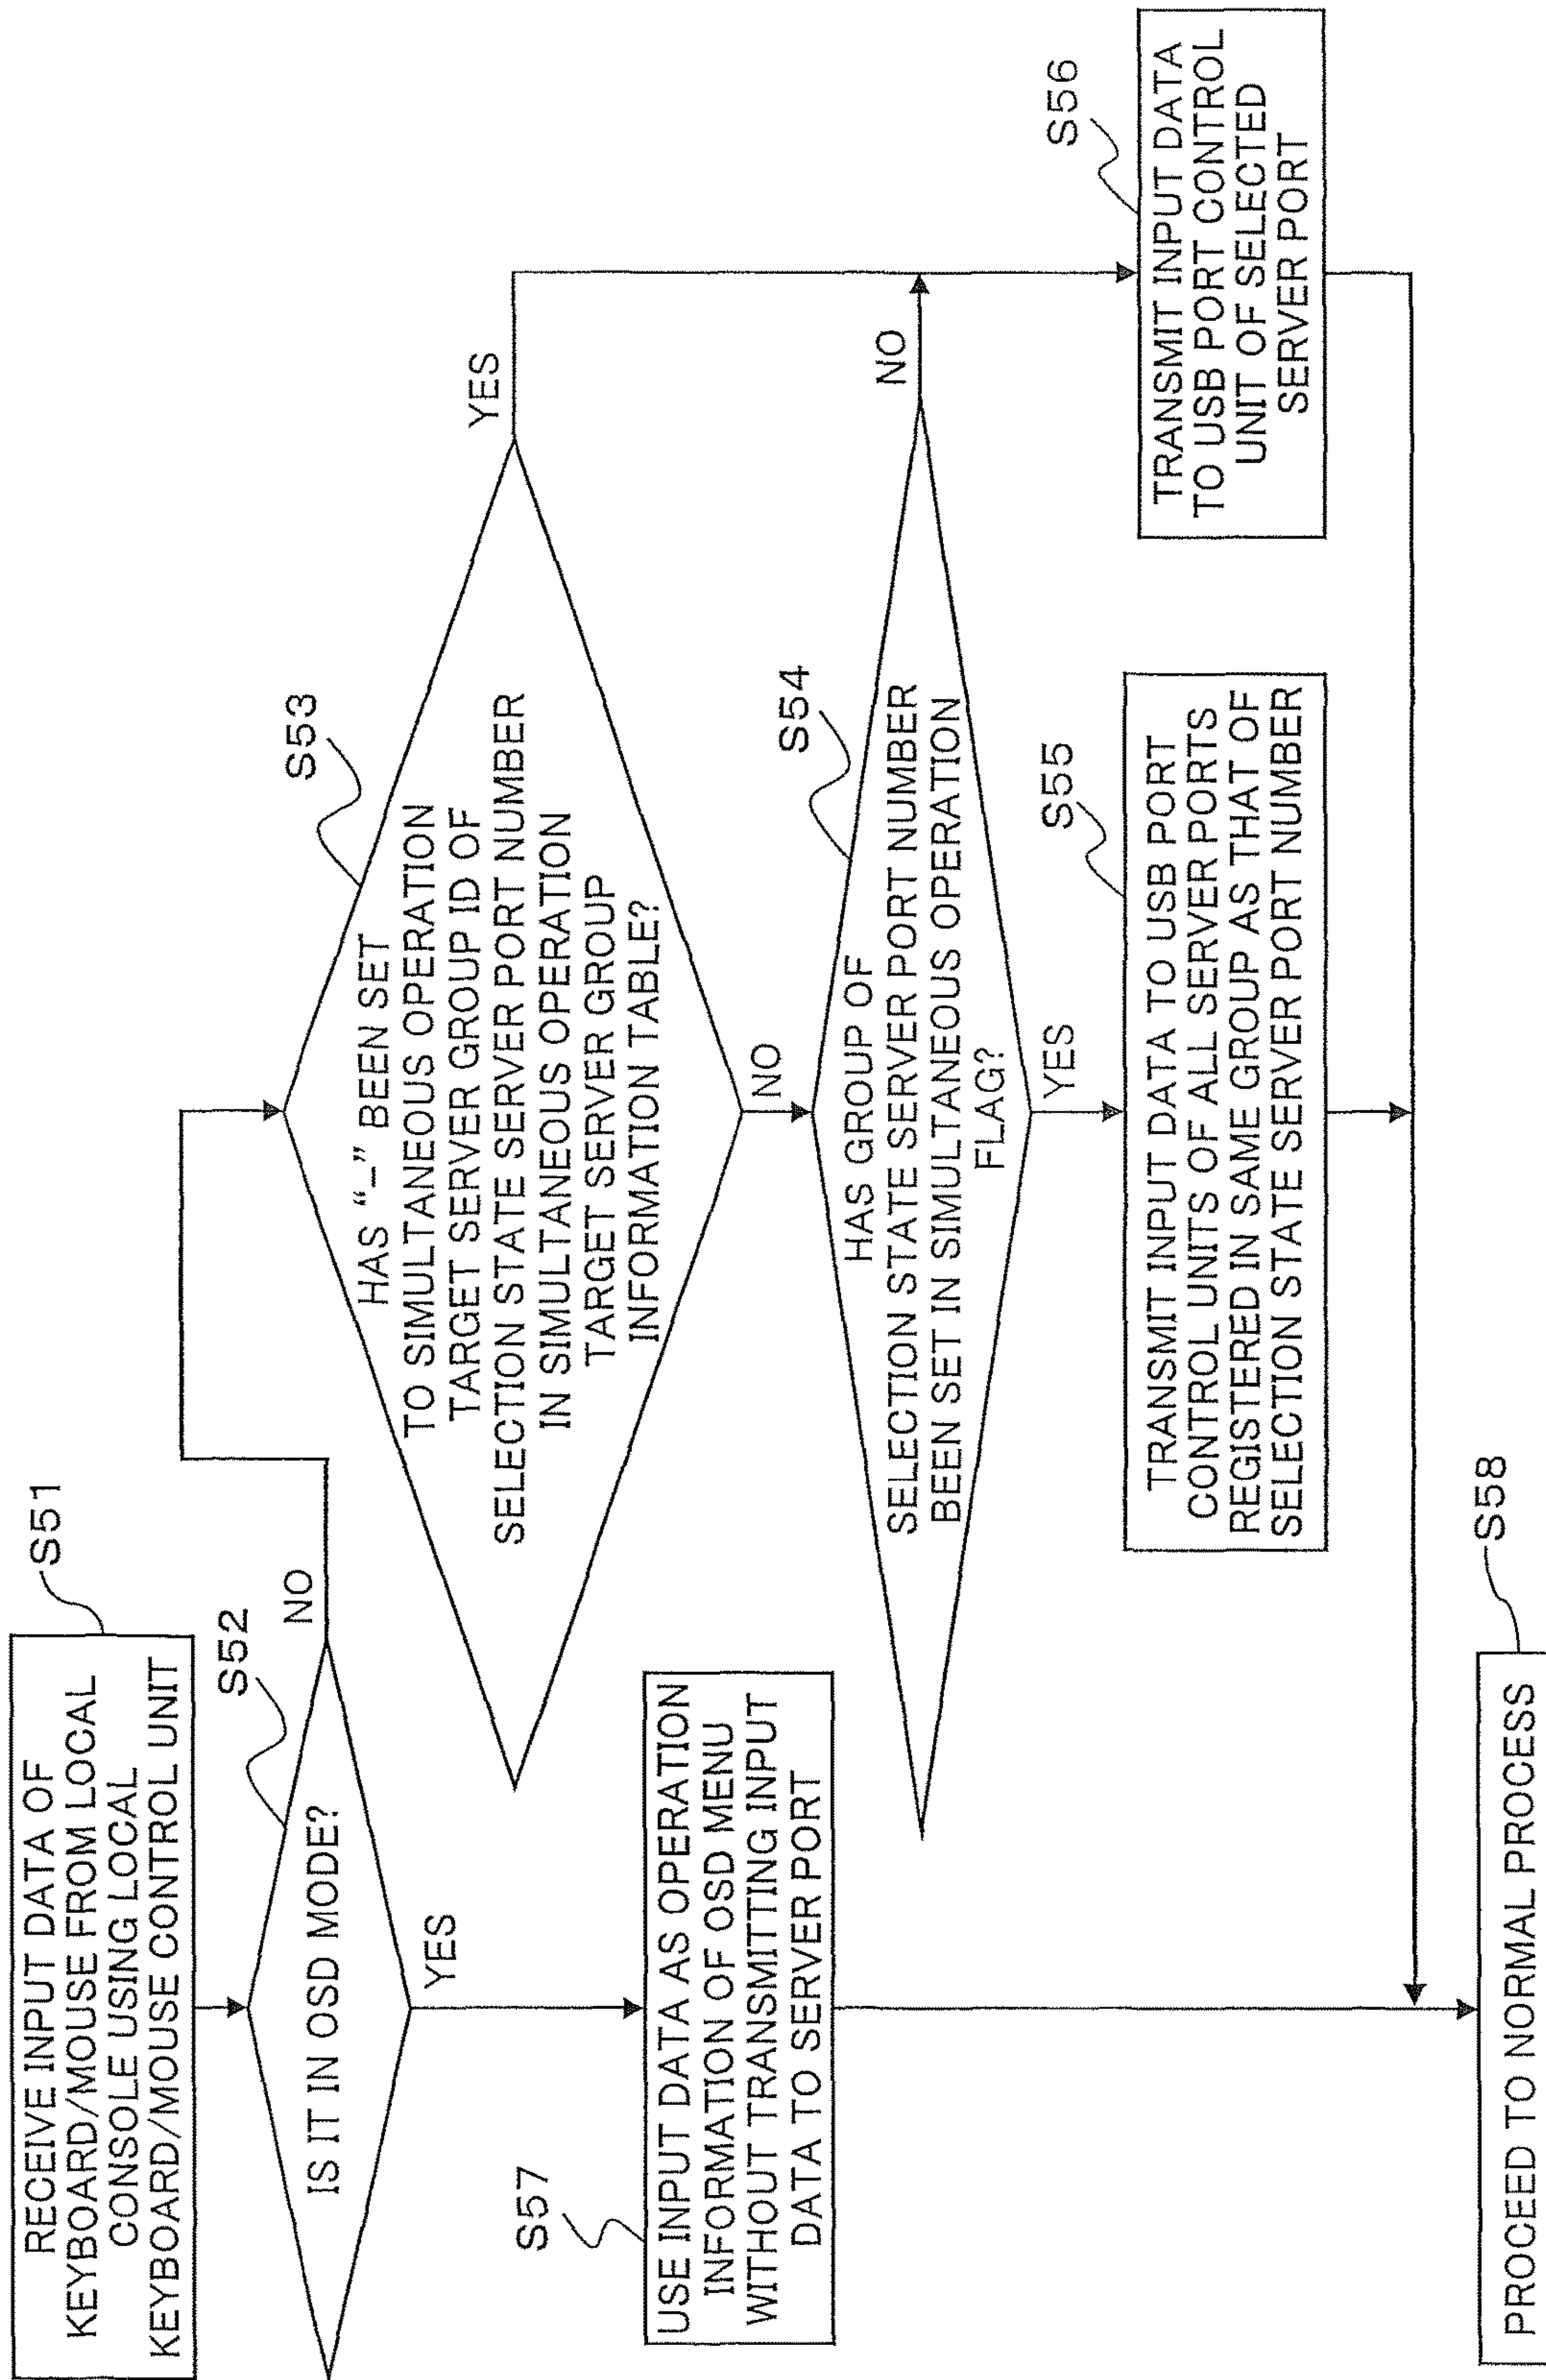 S51
RECEIVE INPUT DATA OF
KEYBOARD/MOUSE FROM LOCAL
CONSOLE USING LOCAL
KEYBOARD/MOUSE CONTROL UNIT
S52
IS IT IN OSD MODE?
NO
YES
S57
USE INPUT DATA AS OPERATION
INFORMATION OF OSD MENU
WITHOUT TRANSMITTING INPUT
DATA TO SERVER PORT
S53
HAS “–” BEEN SET
TO SIMULTANEOUS OPERATION
TARGET SERVER GROUP ID OF
SELECTION STATE SERVER PORT NUMBER
IN SIMULTANEOUS OPERATION
TARGET SERVER GROUP
INFORMATION TABLE?
YES
NO
S54
HAS GROUP OF
SELECTION STATE SERVER PORT NUMBER
BEEN SET IN SIMULTANEOUS OPERATION
FLAG?
NO
YES
S55
TRANSMIT INPUT DATA TO USB PORT
CONTROL UNITS OF ALL SERVER PORTS
REGISTERED IN SAME GROUP AS THAT OF
SELECTION STATE SERVER PORT NUMBER
S56
TRANSMIT INPUT DATA
TO USB PORT CONTROL
UNIT OF SELECTED
SERVER PORT
S58
PROCEED TO NORMAL PROCESS